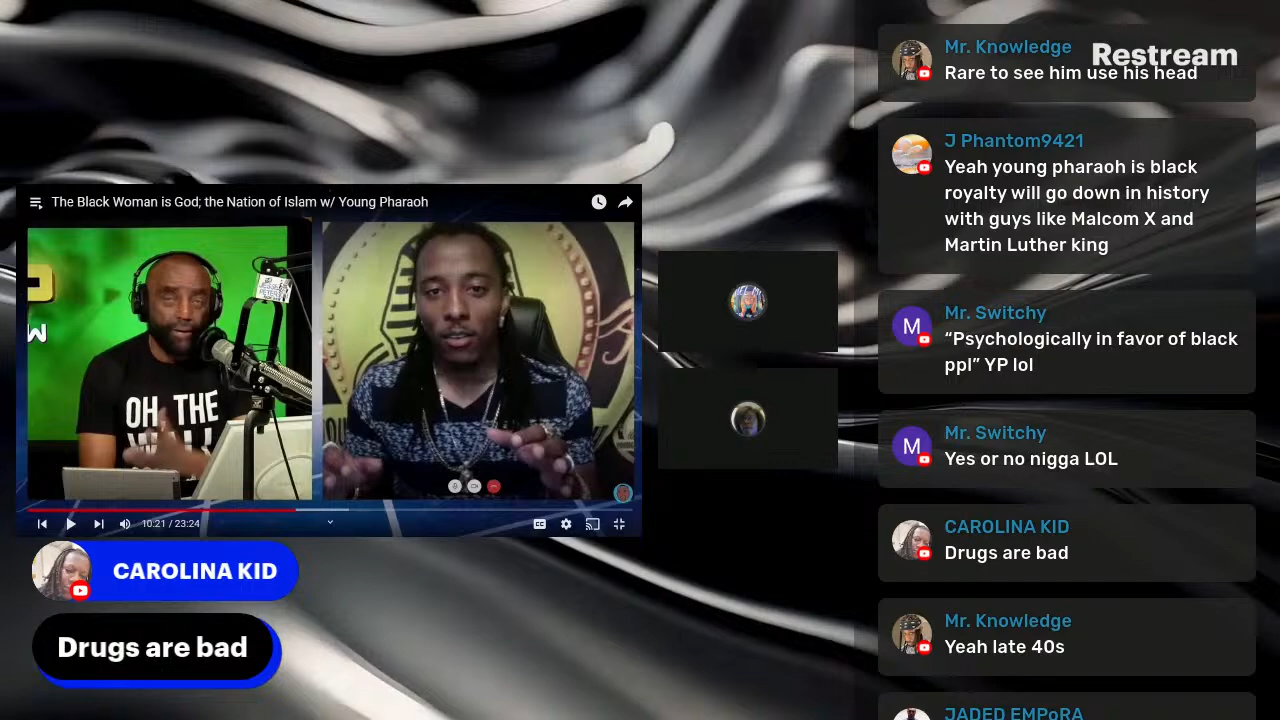 The Black Woman is God; the Nation of Islam w/ Young Pharaoh
OH THE
10:21 / 23:24
CC
CAROLINA KID
Drugs are bad
Restream
Mr. Knowledge
Rare to see him use his head
J Phantom9421
Yeah young pharaoh is black
royalty will go down in history
with guys like Malcom X and
Martin Luther king
M
Mr. Switchy
“Psychologically in favor of black
ppl” YP lol
M
Mr. Switchy
Yes or no nigga LOL
CAROLINA KID
Drugs are bad
Mr. Knowledge
Yeah late 40s
JADED EMPoRA